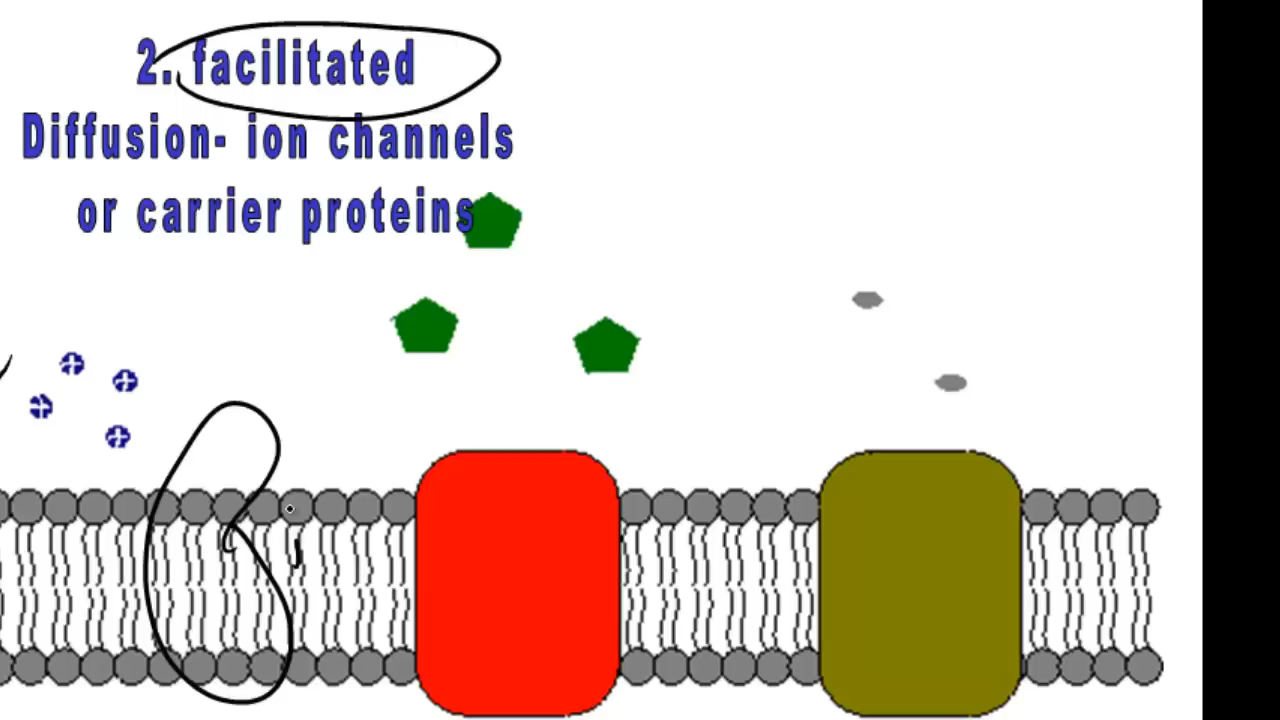 2. facilitated
Diffusion- ion channels
or carrier proteins